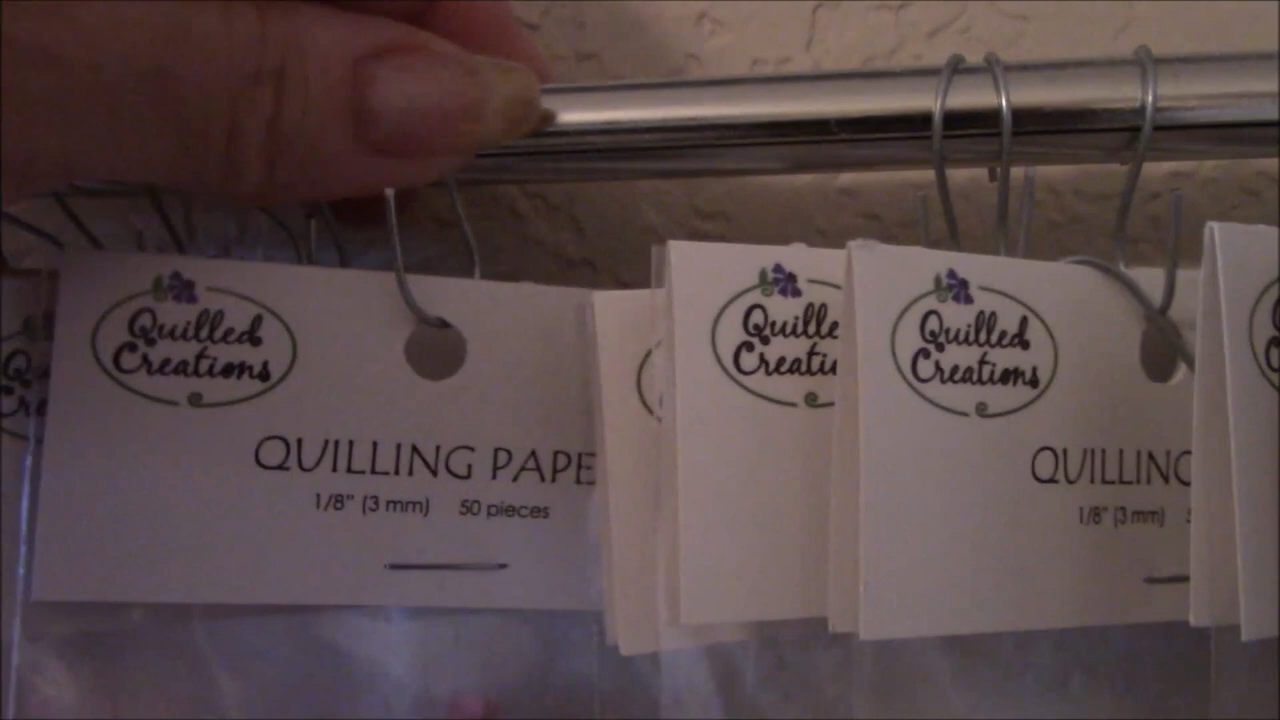 Quilled
Creations
QUILLING PAPE
1/8" (3 mm) 50 pieces
Quille
Creati
Quilled
Creations
QUILLING
1/8" (3 mm)